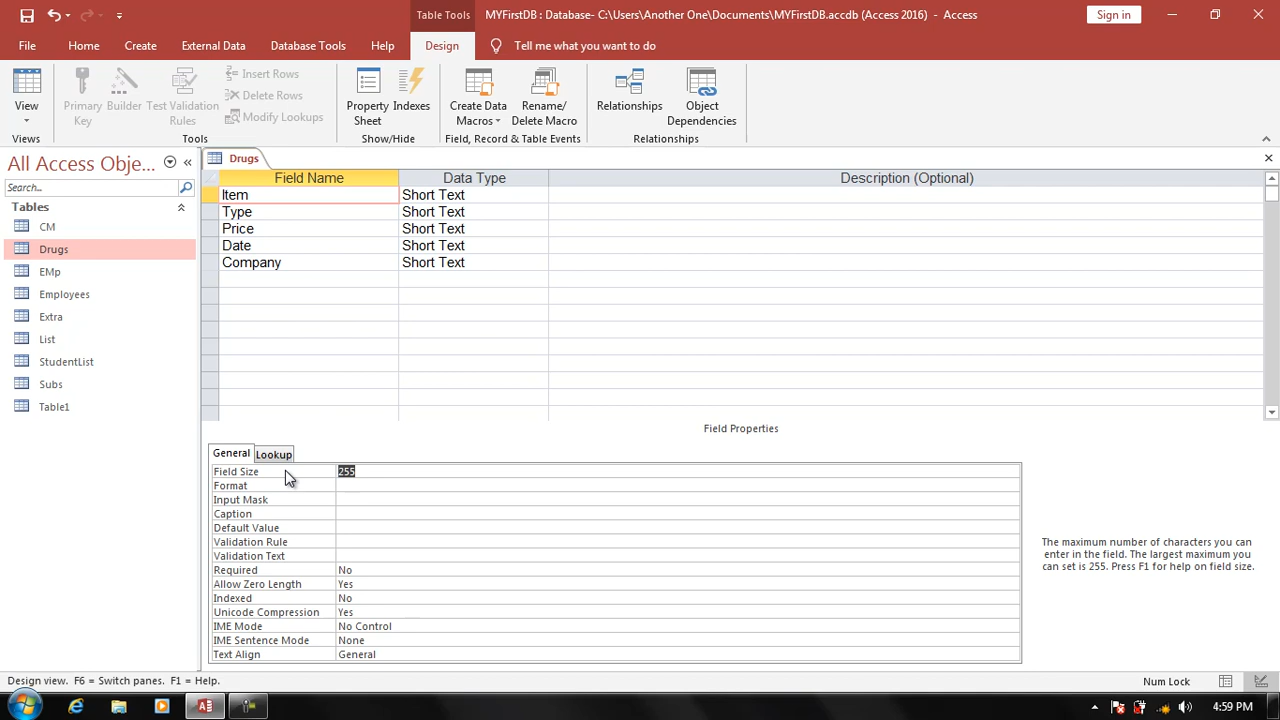 Table Tools
MYFirstDB : Database- C:\Users\Another One\Documents\MYFirstDB.accdb (Access 2016) - Access
Sign in
File Home Create External Data Database Tools Help Design Tell me what you want to do
View
Views
Primary Key
Builder
Test Validation Rules
Insert Rows
Delete Rows
Modify Lookups
Tools
Property Sheet
Indexes
Show/Hide
Create Data Macros
Rename/ Delete Macro
Field, Record & Table Events
Relationships
Object Dependencies
Relationships
All Access Obje...
Search...
Tables
CM
Drugs
EMp
Employees
Extra
List
StudentList
Subs
Table1
Drugs
Field Name Data Type Description (Optional)
Item Short Text
Type Short Text
Price Short Text
Date Short Text
Company Short Text
Field Properties
General Lookup
Field Size 255
Format
Input Mask
Caption
Default Value
Validation Rule
Validation Text
Required No
Allow Zero Length Yes
Indexed No
Unicode Compression Yes
IME Mode No Control
IME Sentence Mode None
Text Align General
The maximum number of characters you can
enter in the field. The largest maximum you
can set is 255. Press F1 for help on field size.
Design view. F6 = Switch panes. F1 = Help.
Num Lock
4:59 PM